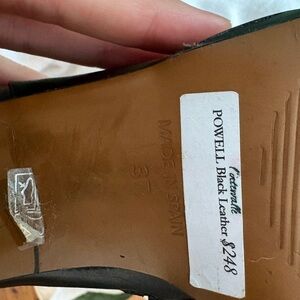 POWELL Black Leather $248
MADE IN SPAIN
37